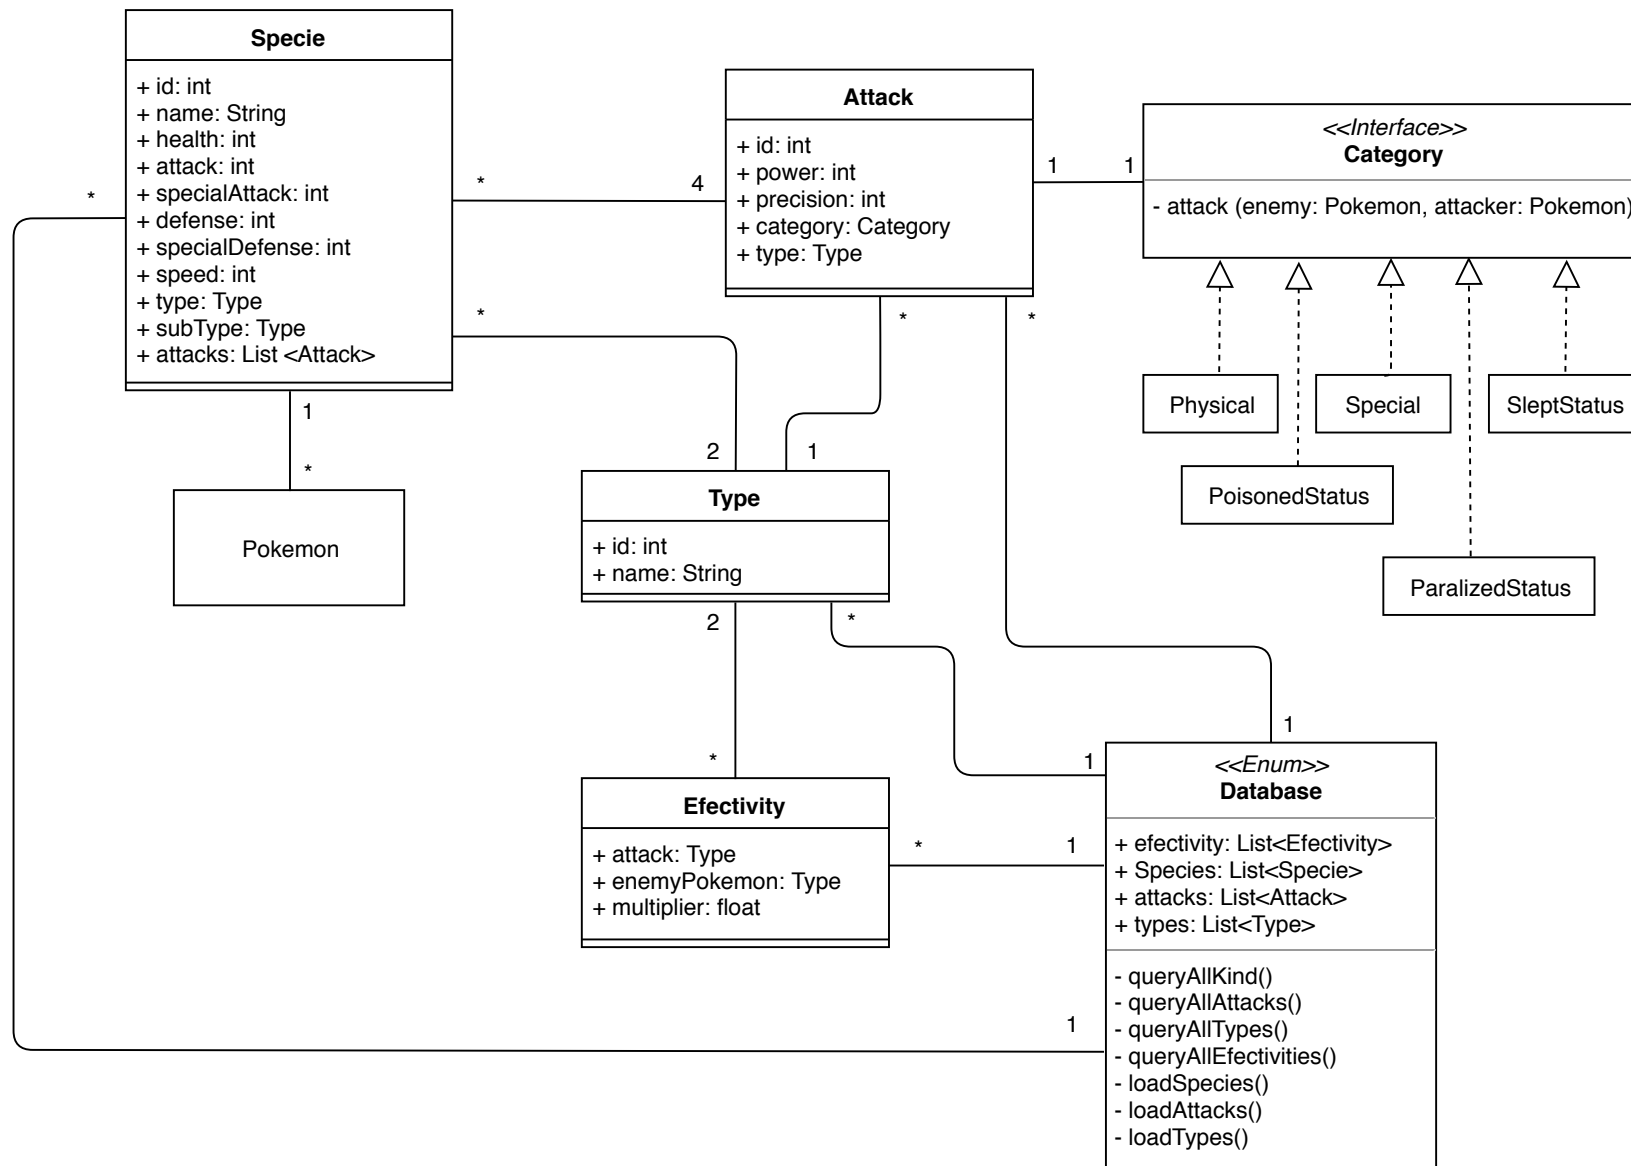 Specie
+ id: int
+ name: String
+ health: int
+ attack: int
+ specialAttack: int
+ defense: int
+ specialDefense: int
+ speed: int
+ type: Type
+ subType: Type
+ attacks: List <Attack>
*
*
4
*
2
1
*
Pokemon
Attack
+ id: int
+ power: int
+ precision: int
+ category: Category
+ type: Type
1
1
*
*
1
<<Interface>>
Category
- attack (enemy: Pokemon, attacker: Pokemon)
Physical
Special
SleptStatus
PoisonedStatus
ParalizedStatus
Type
+ id: int
+ name: String
2
*
*
1
1
Efectivity
+ attack: Type
+ enemyPokemon: Type
+ multiplier: float
*
1
1
<<Enum>>
Database
+ efectivity: List<Efectivity>
+ Species: List<Specie>
+ attacks: List<Attack>
+ types: List<Type>
- queryAllKind()
- queryAllAttacks()
- queryAllTypes()
- queryAllEfectivities()
- loadSpecies()
- loadAttacks()
- loadTypes()